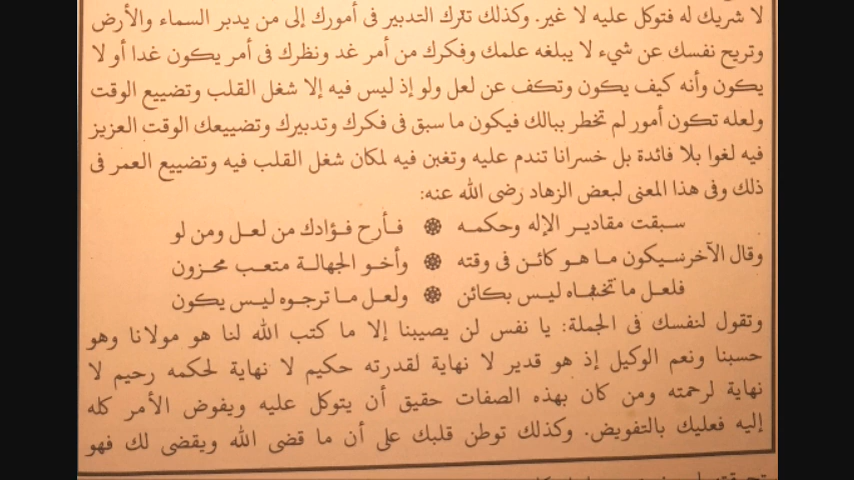 لا شريك له فتوكل عليه لا غير. وكذلك تترك التدبير فى أمورك إلى من يدبر السماء والأرض
وتريح نفسك عن شيء لا يبلغه علمك وفكرك من أمر غد ونظرك فى أمر يكون غدا أو لا
يكون وأنه كيف يكون وتكف عن لعل ولو إذ ليس فيه إلا شغل القلب وتضييع الوقت
ولعله تكون أمور لم تخطر ببالك فيكون ما سبق فى فكرك وتدبيرك وتضييعك الوقت العزيز
فيه لغوا بلا فائدة بل خسرانا تندم عليه وتغبن فيه لمكان شغل القلب فيه وتضييع العمر فى
ذلك وفى هذا المعنى لبعض الزهاد رضى الله عنه:
سبقت مقادير الإله وحكمه ❁ فأرح فؤادك من لعل ومن لو
وقال الآخر سيكون ما هو كائن فى وقته ❁ وأخو الجهالة متعب محزون
فلعل ما تخشاه ليس بكائن ❁ ولعل ما ترجوه ليس يكون
وتقول لنفسك فى الجملة: يا نفس لن يصيبنا إلا ما كتب الله لنا هو مولانا وهو
حسبنا ونعم الوكيل إذ هو قدير لا نهاية لقدرته حكيم لا نهاية لحكمه رحيم لا
نهاية لرحمته ومن كان بهذه الصفات حقيق أن يتوكل عليه ويفوض الأمر كله
إليه فعليك بالتفويض. وكذلك توطن قلبك على أن ما قضى الله ويقضى لك فهو